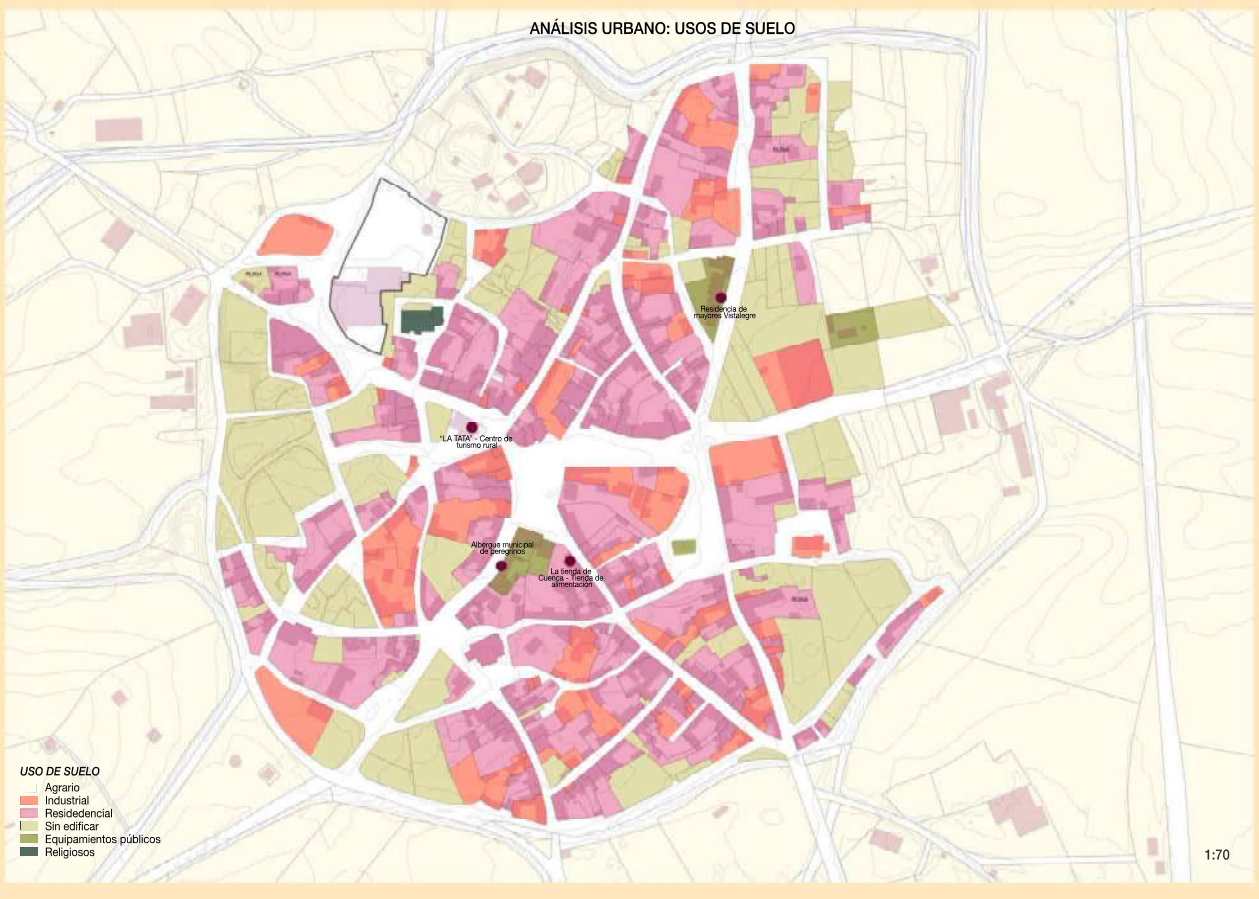 ANÁLISIS URBANO: USOS DE SUELO
RUINA
RUINA
RUINA
Residencia de
mayores Vistalegre
"LA TATA" - Centro de
turismo rural
Albergue municipal
de peregrinos
La tienda de
Cuenca - Tienda de
alimentación
RUINA
USO DE SUELO
Agrario
Industrial
Residedencial
Sin edificar
Equipamientos públicos
Religiosos
1:70